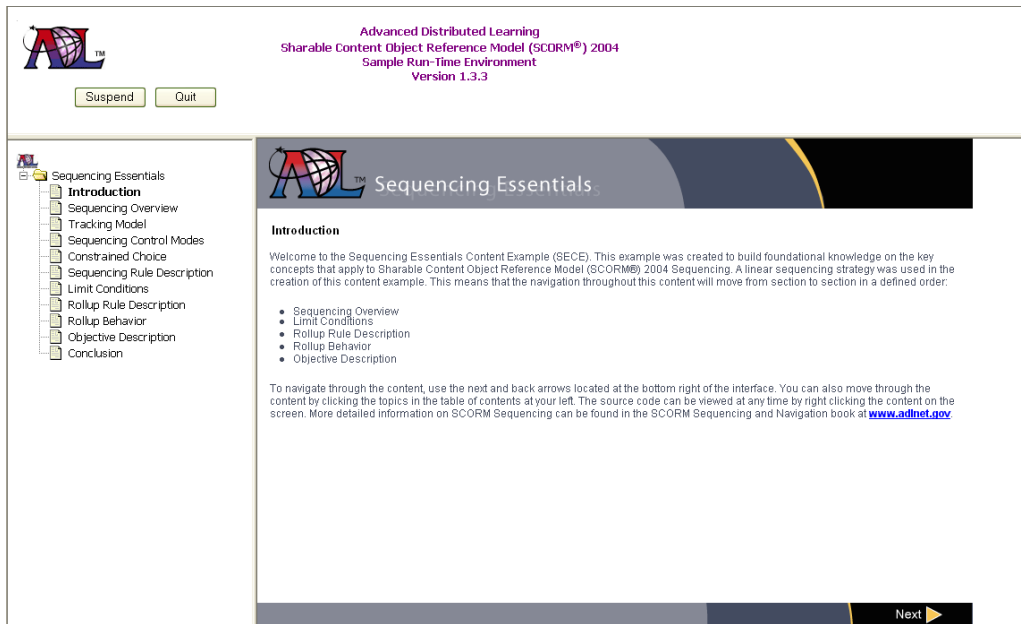 ADL TM
Advanced Distributed Learning
Sharable Content Object Reference Model (SCORM®) 2004
Sample Run-Time Environment
Version 1.3.3
Suspend
Quit
ADL
Sequencing Essentials
Introduction
Sequencing Overview
Tracking Model
Sequencing Control Modes
Constrained Choice
Sequencing Rule Description
Limit Conditions
Rollup Rule Description
Rollup Behavior
Objective Description
Conclusion
ADL TM Sequencing Essentials
Introduction
Welcome to the Sequencing Essentials Content Example (SECE). This example was created to build foundational knowledge on the key
concepts that apply to Sharable Content Object Reference Model (SCORM®) 2004 Sequencing. A linear sequencing strategy was used in the
creation of this content example. This means that the navigation throughout this content will move from section to section in a defined order:
• Sequencing Overview
• Limit Conditions
• Rollup Rule Description
• Rollup Behavior
• Objective Description
To navigate through the content, use the next and back arrows located at the bottom right of the interface. You can also move through the
content by clicking the topics in the table of contents at your left. The source code can be viewed at any time by right clicking the content on the
screen. More detailed information on SCORM Sequencing can be found in the SCORM Sequencing and Navigation book at www.adlnet.gov.
Next